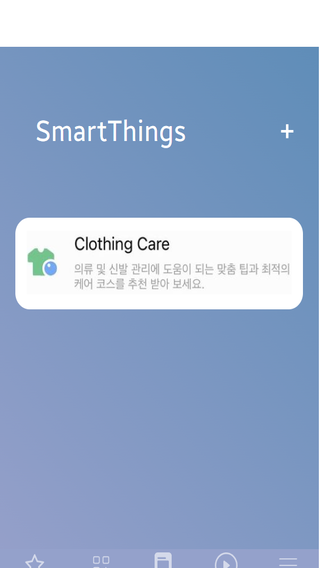 SmartThings
+
Clothing Care
의류 및 신발 관리에 도움이 되는 맞춤 팁과 최적의
케어 코스를 추천 받아 보세요.